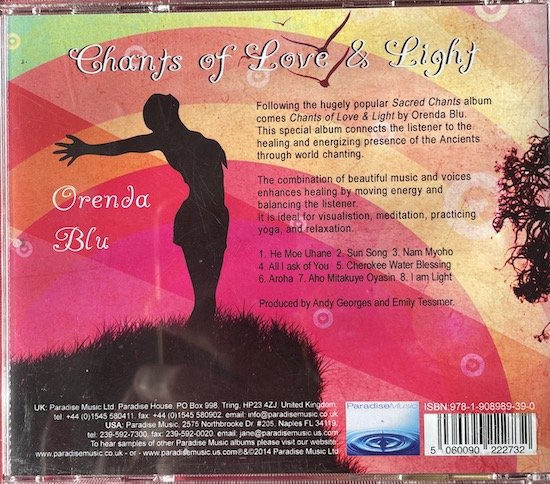 Chants of Love & Light
Following the hugely popular Sacred Chants album
comes Chants of Love & Light by Orenda Blu.
This special album connects the listener to the
healing and energizing presence of the Ancients
through world chanting.
The combination of beautiful music and voices
enhances healing by moving energy and
balancing the listener.
It is ideal for visualistion, meditation, practicing
yoga, and relaxation.
1. He Moe Uhane 2. Sun Song 3. Nam Myoho
4. All I ask of You 5. Cherokee Water Blessing
6. Aroha 7. Aho Mitakuye Oyasin 8. I am Light
Produced by Andy Georges and Emily Tessmer.
Orenda
Blu
UK: Paradise Music Ltd. Paradise House, PO Box 998, Tring, HP23 4ZJ, United Kingdom.
tel. +44 (0)1545 580411. fax: +44 (0)1545 580902. email: info@paradisemusic.co.uk
USA: Paradise Music, 2575 Northbrooke Dr. #205, Naples FL 34119.
tel: 239-592-7300. fax: 239-592-0020. email: jane@paradisemusic.us.com
To hear samples of other Paradise Music albums please visit our website:
www.paradisemusic.co.uk - or - www.paradisemusic.us.com ℗&©2014 Paradise Music Ltd
ParadiseMusic
ISBN:978-1-908989-39-0
5 060090 222732